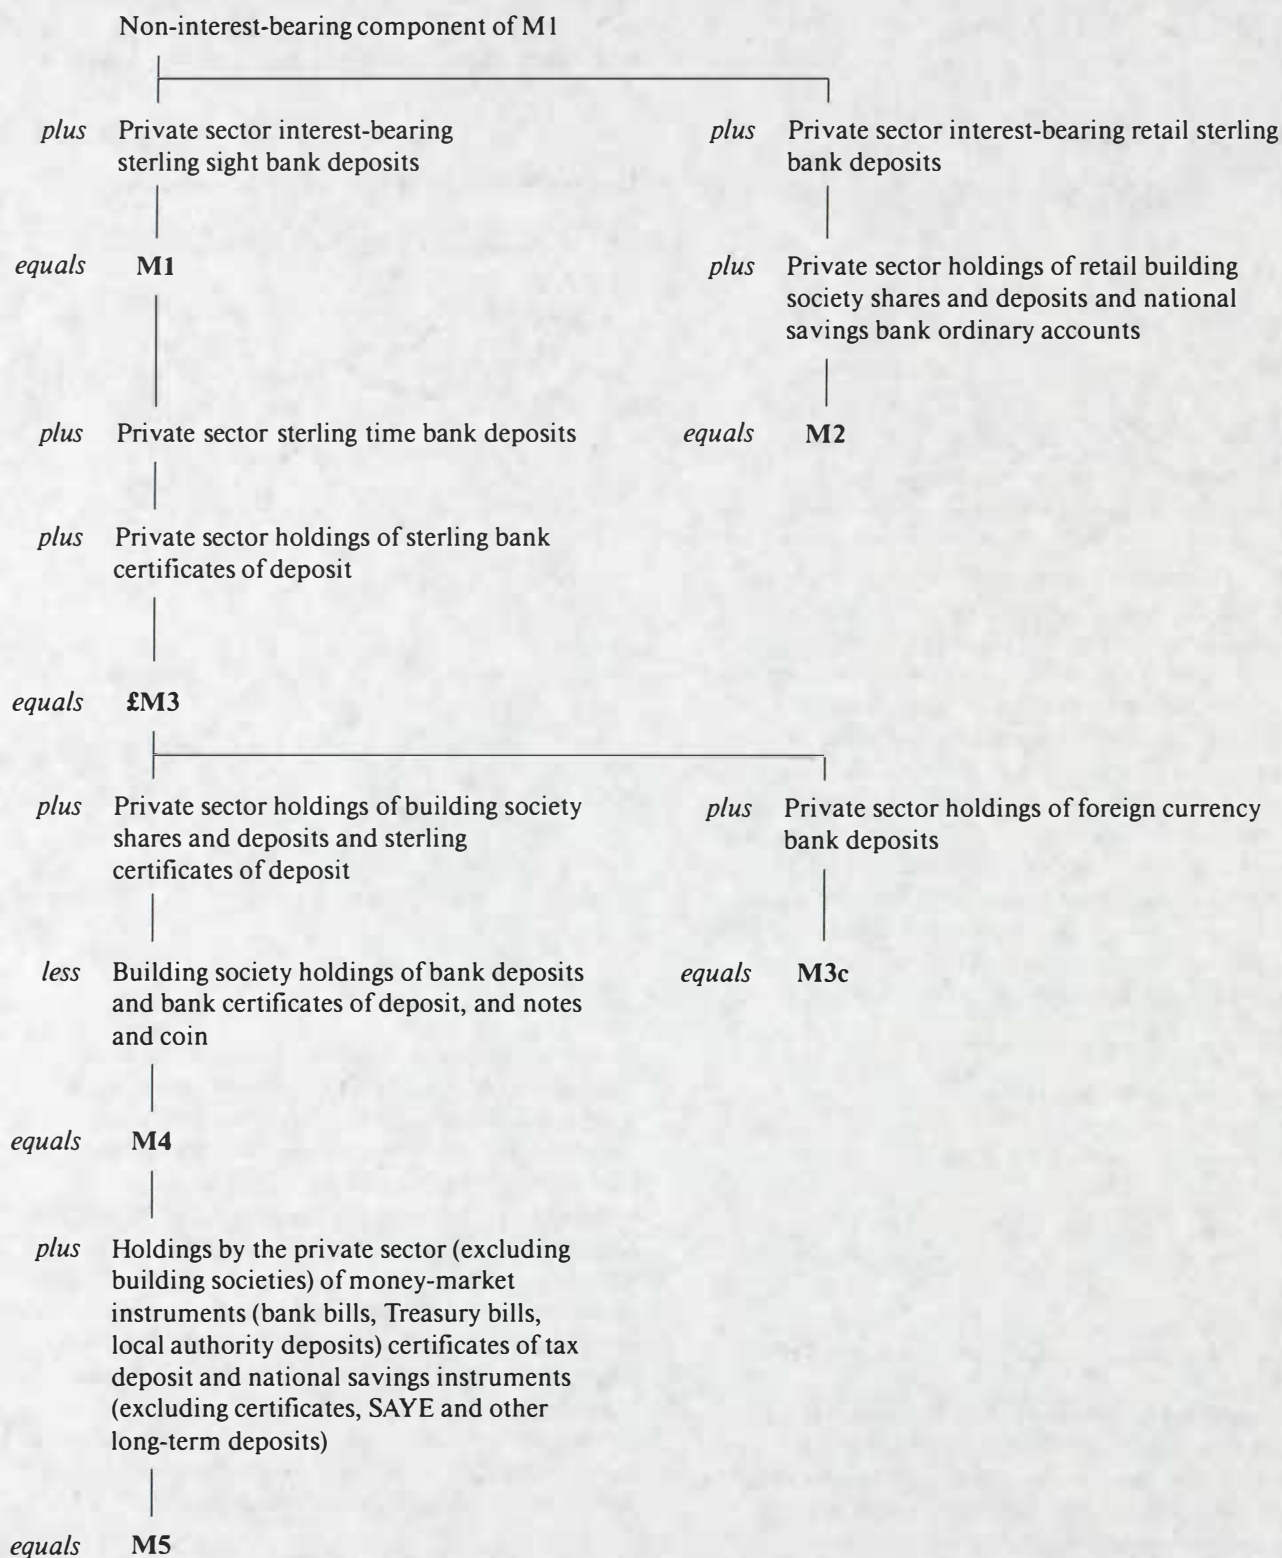 Non-interest-bearing component of M1
plus Private sector interest-bearing
sterling sight bank deposits
plus Private sector interest-bearing retail sterling
bank deposits
equals M1
plus Private sector holdings of retail building
society shares and deposits and national
savings bank ordinary accounts
plus Private sector sterling time bank deposits
equals M2
plus Private sector holdings of sterling bank
certificates of deposit
equals £M3
plus Private sector holdings of building society
shares and deposits and sterling
certificates of deposit
plus Private sector holdings of foreign currency
bank deposits
less Building society holdings of bank deposits
and bank certificates of deposit, and notes
and coin
equals M3c
equals M4
plus Holdings by the private sector (excluding
building societies) of money-market
instruments (bank bills, Treasury bills,
local authority deposits) certificates of tax
deposit and national savings instruments
(excluding certificates, SAYE and other
long-term deposits)
equals M5